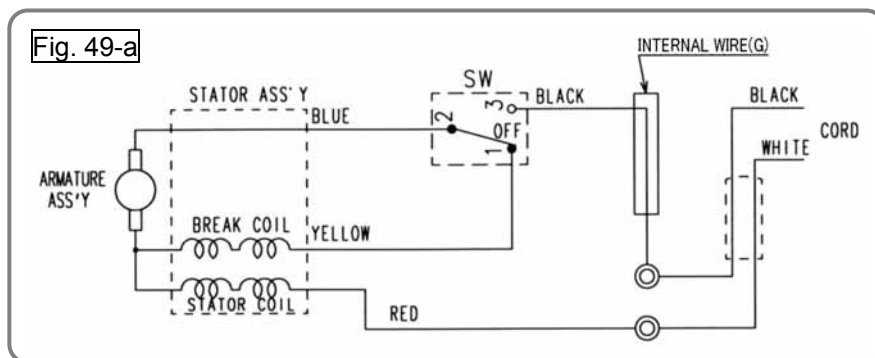 Fig. 49-a
INTERNAL WIRE(G)
SW
STATOR ASS'Y
BLUE
2
3
OFF
1
BLACK
BLACK
CORD
WHITE
ARMATURE
ASS'Y
BREAK COIL
YELLOW
STATOR COIL
RED